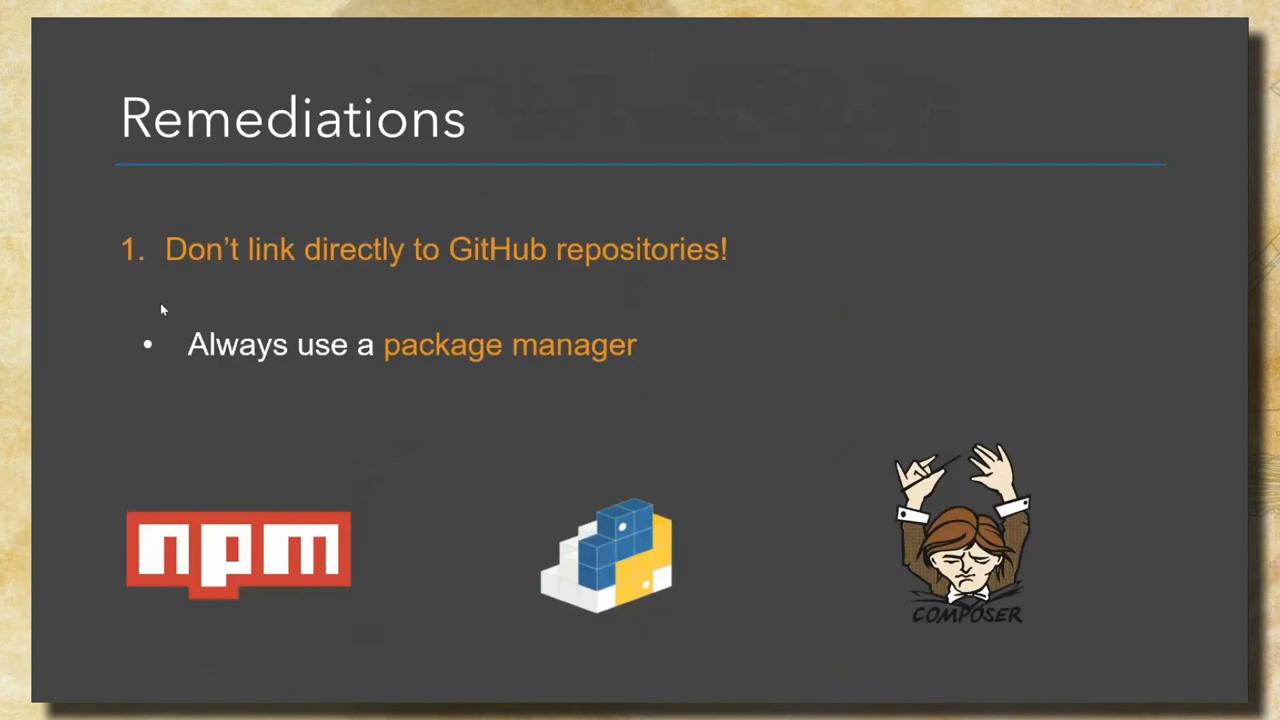 Remediations
1. Don’t link directly to GitHub repositories!
• Always use a package manager
npm
COMPOSER